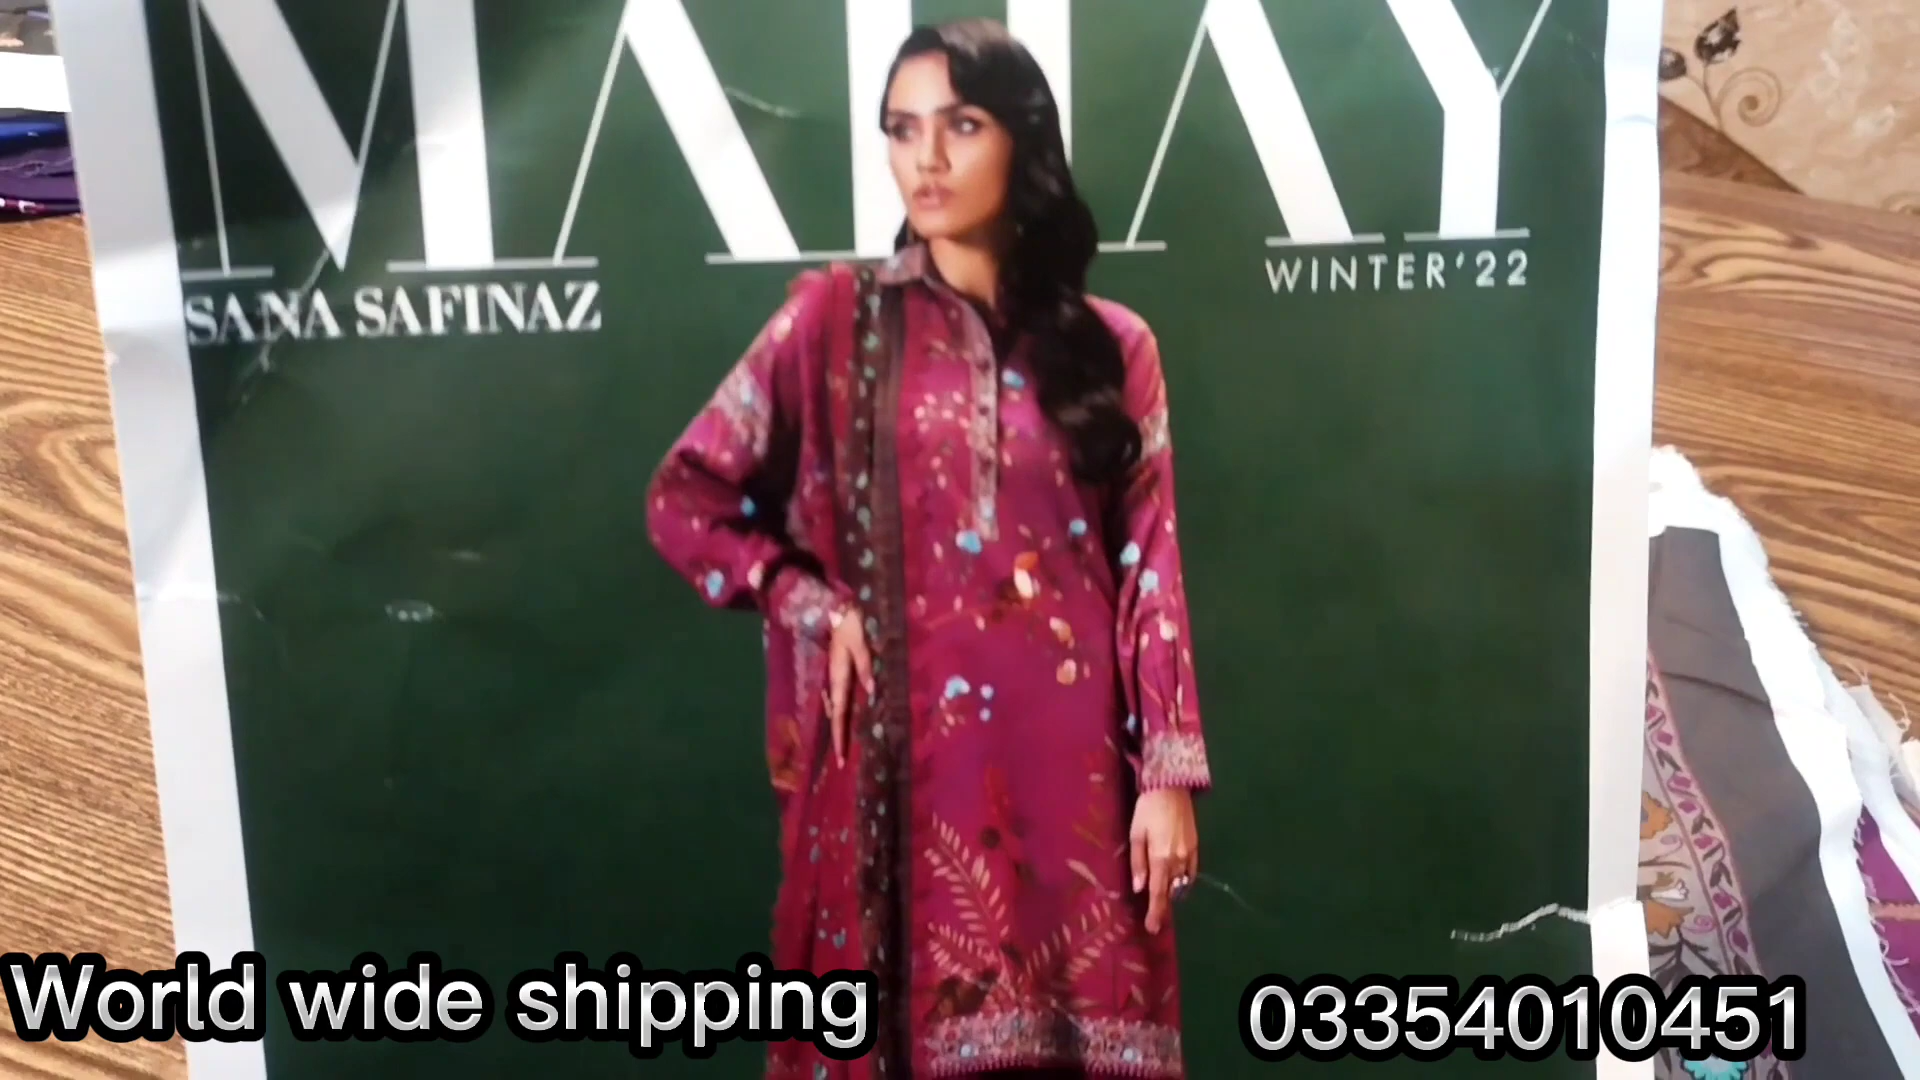 MAHAY
SANA SAFINAZ
WINTER'22
World wide shipping
03354010451